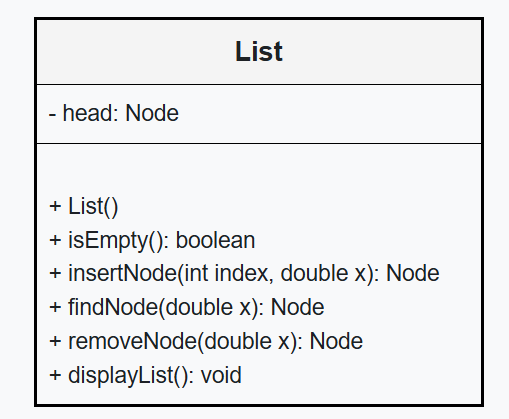 List
- head: Node
+ List()
+ isEmpty(): boolean
+ insertNode(int index, double x): Node
+ findNode(double x): Node
+ removeNode(double x): Node
+ displayList(): void